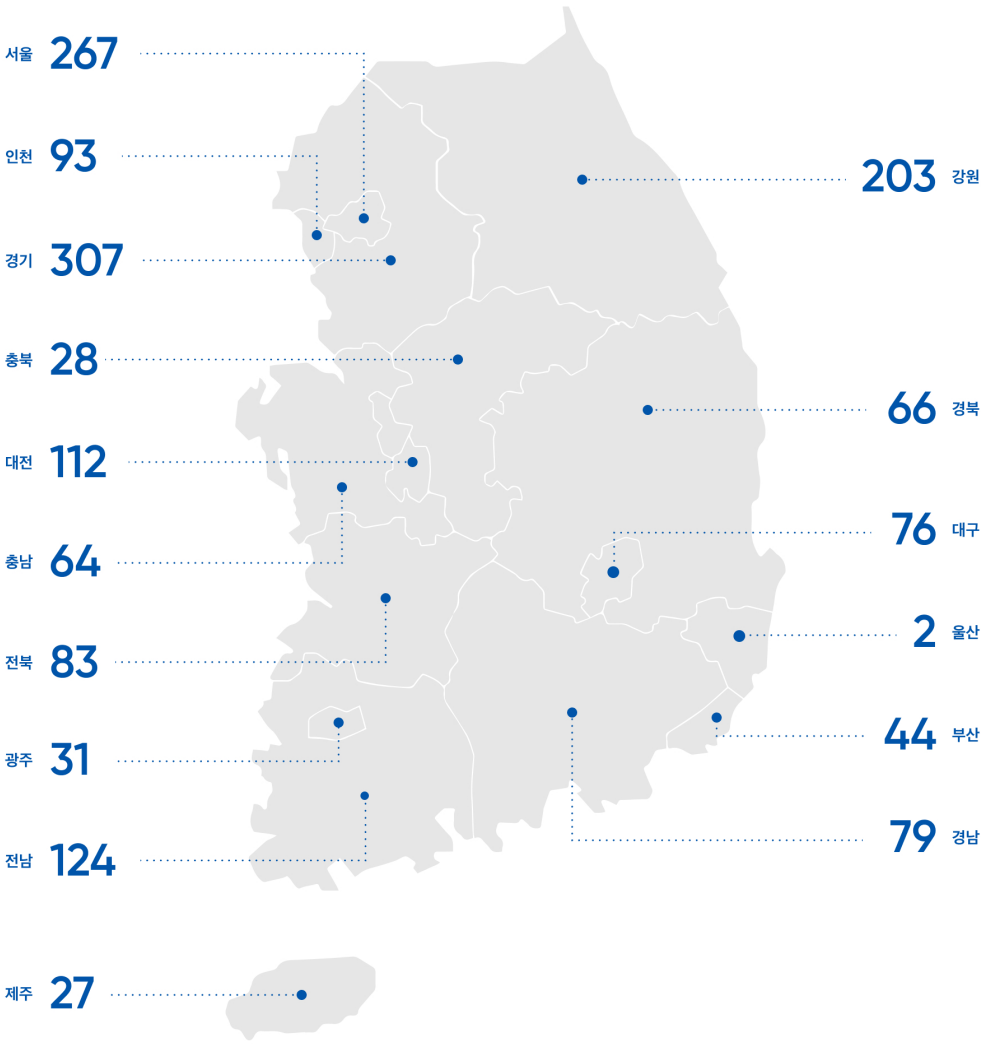 서울 267
인천 93
경기 307
충북 28
대전 112
충남 64
전북 83
광주 31
전남 124
제주 27
203 강원
66 경북
76 대구
2 울산
44 부산
79 경남